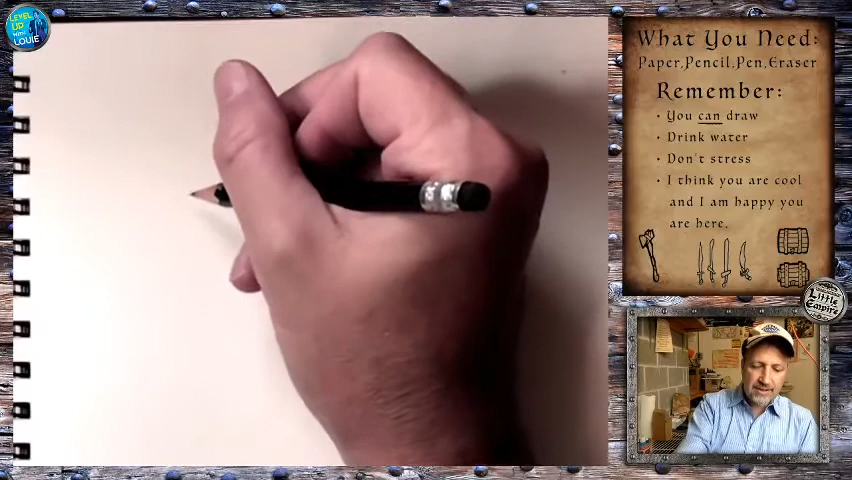 LEVEL
UP
WITH
LOUIE
What You Need:
Paper,Pencil,Pen,Eraser
Remember:
• You can draw
• Drink water
• Don't stress
• I think you are cool
and I am happy you
are here.
Little
Empire